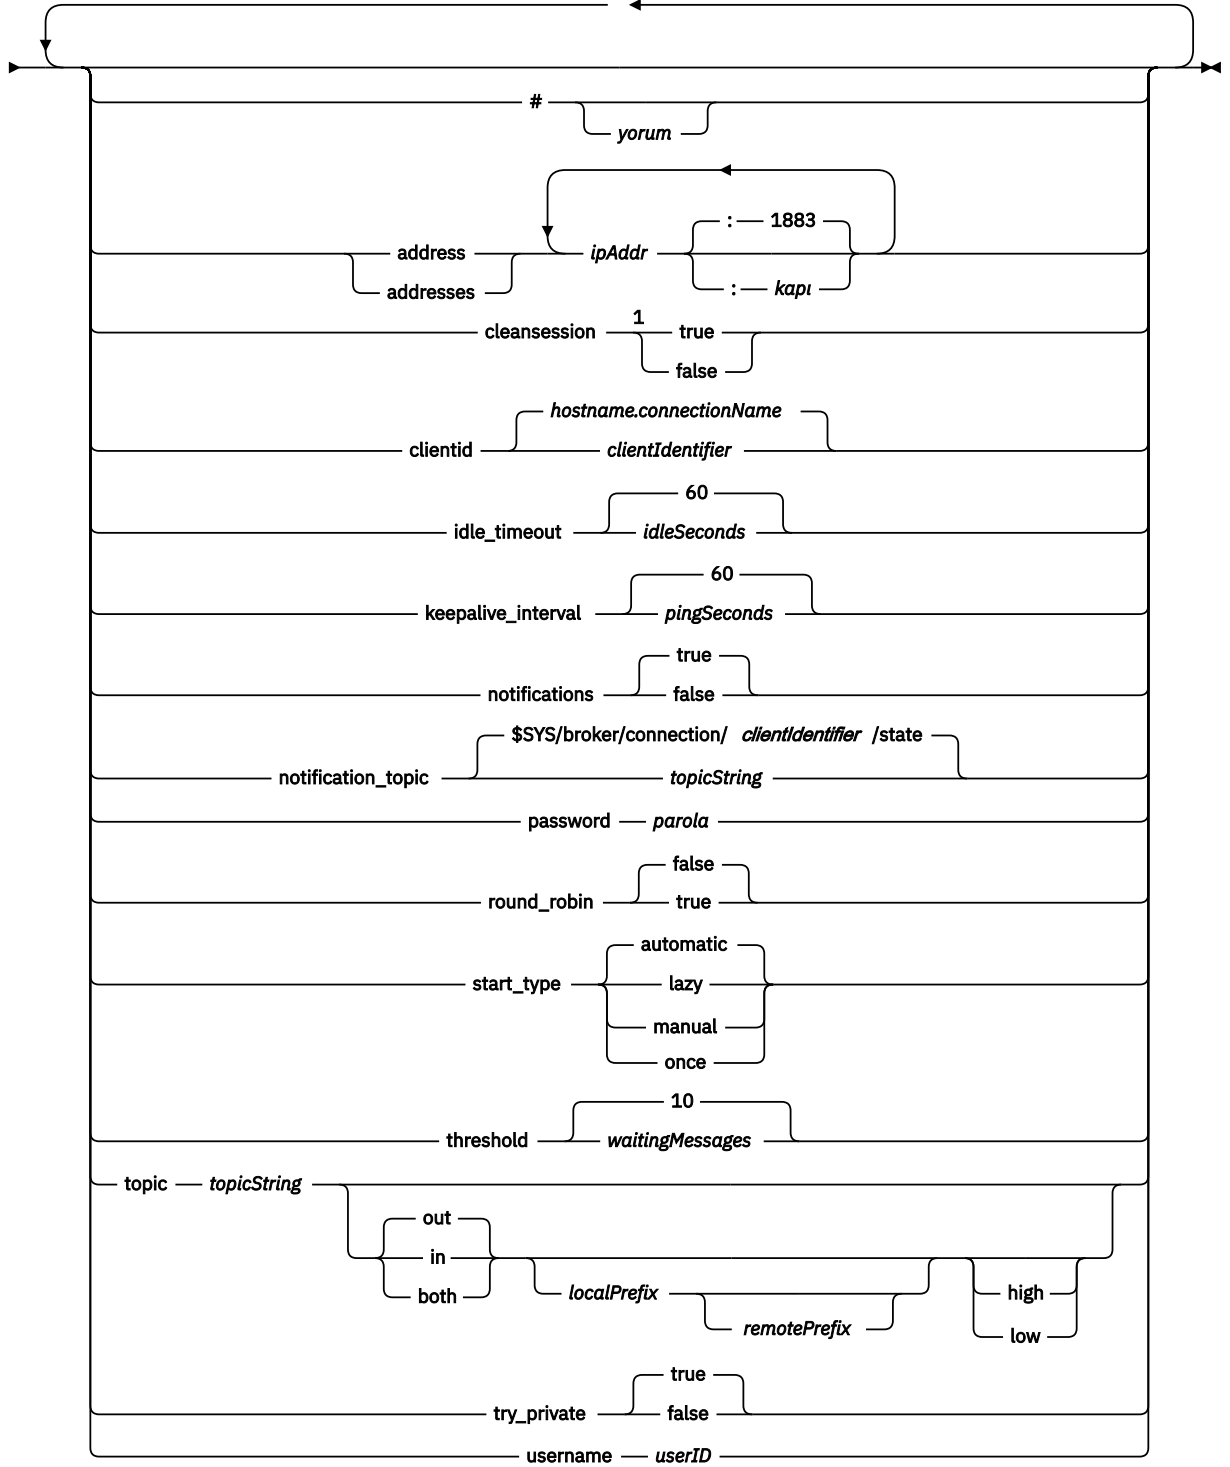 #
yorum
: 1883
address ipAddr
: kapı
addresses
1
cleansession true
false
hostname.connectionName
clientid clientIdentifier
60
idle_timeout idleSeconds
60
keepalive_interval pingSeconds
true
notifications false
$SYS/broker/connection/ clientIdentifier /state
notification_topic topicString
password parola
false
round_robin true
automatic
start_type lazy
manual
once
10
threshold waitingMessages
topic topicString
out
in
both localPrefix high
remotePrefix
low
true
try_private false
username userID